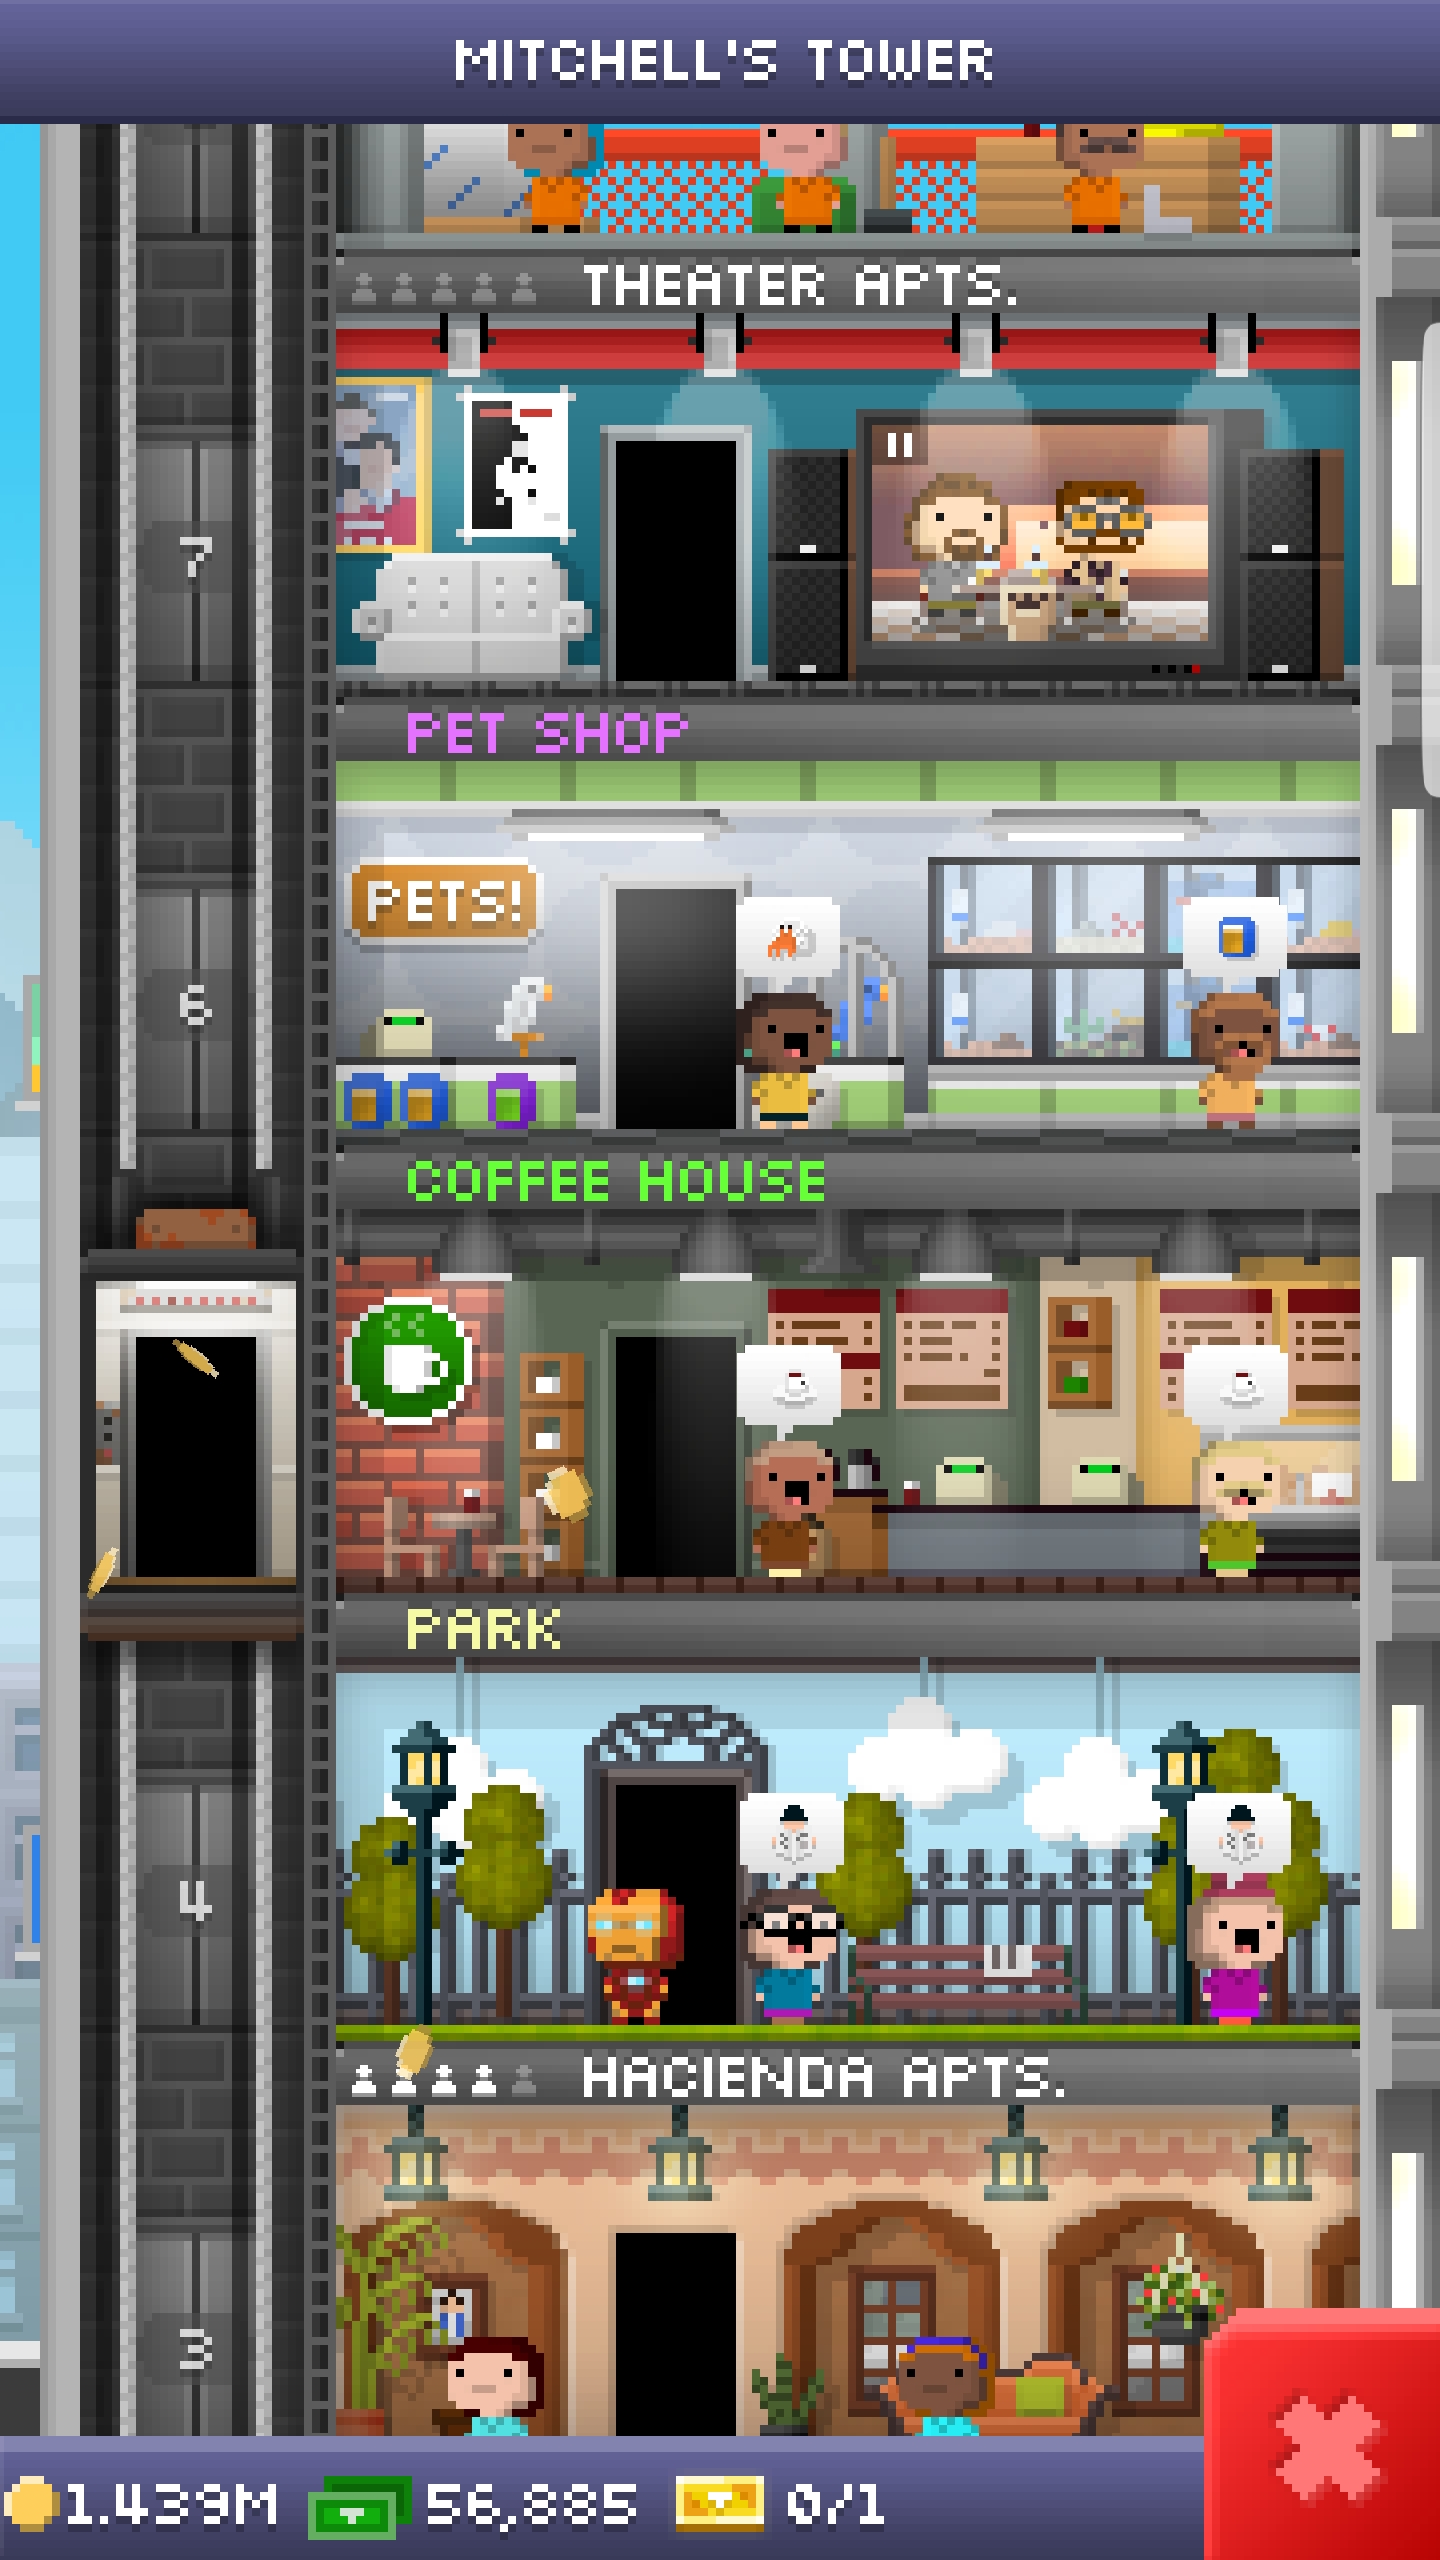 MITCHELL'S TOWER
THEATER APTS.
7
PET SHOP
PETS!
6
COFFEE HOUSE
PARK
4
HACIENDA APTS.
3
1.439M 56,885 0/1